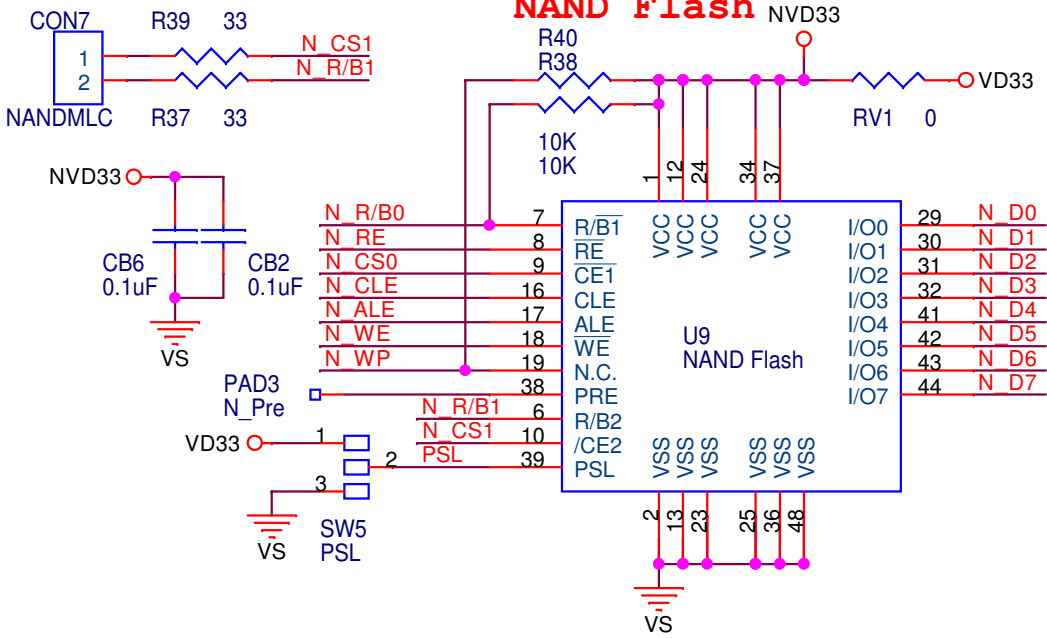 NAND Flash
CON7
R39 33
1 N_CS1
2 N_R/B1
NANDMLC R37 33
NVD33
R40
R38
VD33
RV1 0
10K
10K
NVD33
CB6
0.1uF
CB2
0.1uF
VS
1 12 24 34 37
VCC VCC VCC VCC VCC
N_R/B0 7 R/B1
N_RE 8 RE
N_CS0 9 CE1
N_CLE 16 CLE
N_ALE 17 ALE
N_WE 18 WE
N_WP 19 N.C.
38 PRE
N_R/B1 6 R/B2
N_CS1 10 /CE2
PSL 39 PSL
I/O0 29 N_D0
I/O1 30 N_D1
I/O2 31 N_D2
I/O3 32 N_D3
I/O4 41 N_D4
I/O5 42 N_D5
I/O6 43 N_D6
I/O7 44 N_D7
U9
NAND Flash
PAD3
N_Pre
VD33 1
2
3
SW5
PSL
VS
VSS VSS VSS VSS VSS VSS
2 13 23 25 36 48
VS